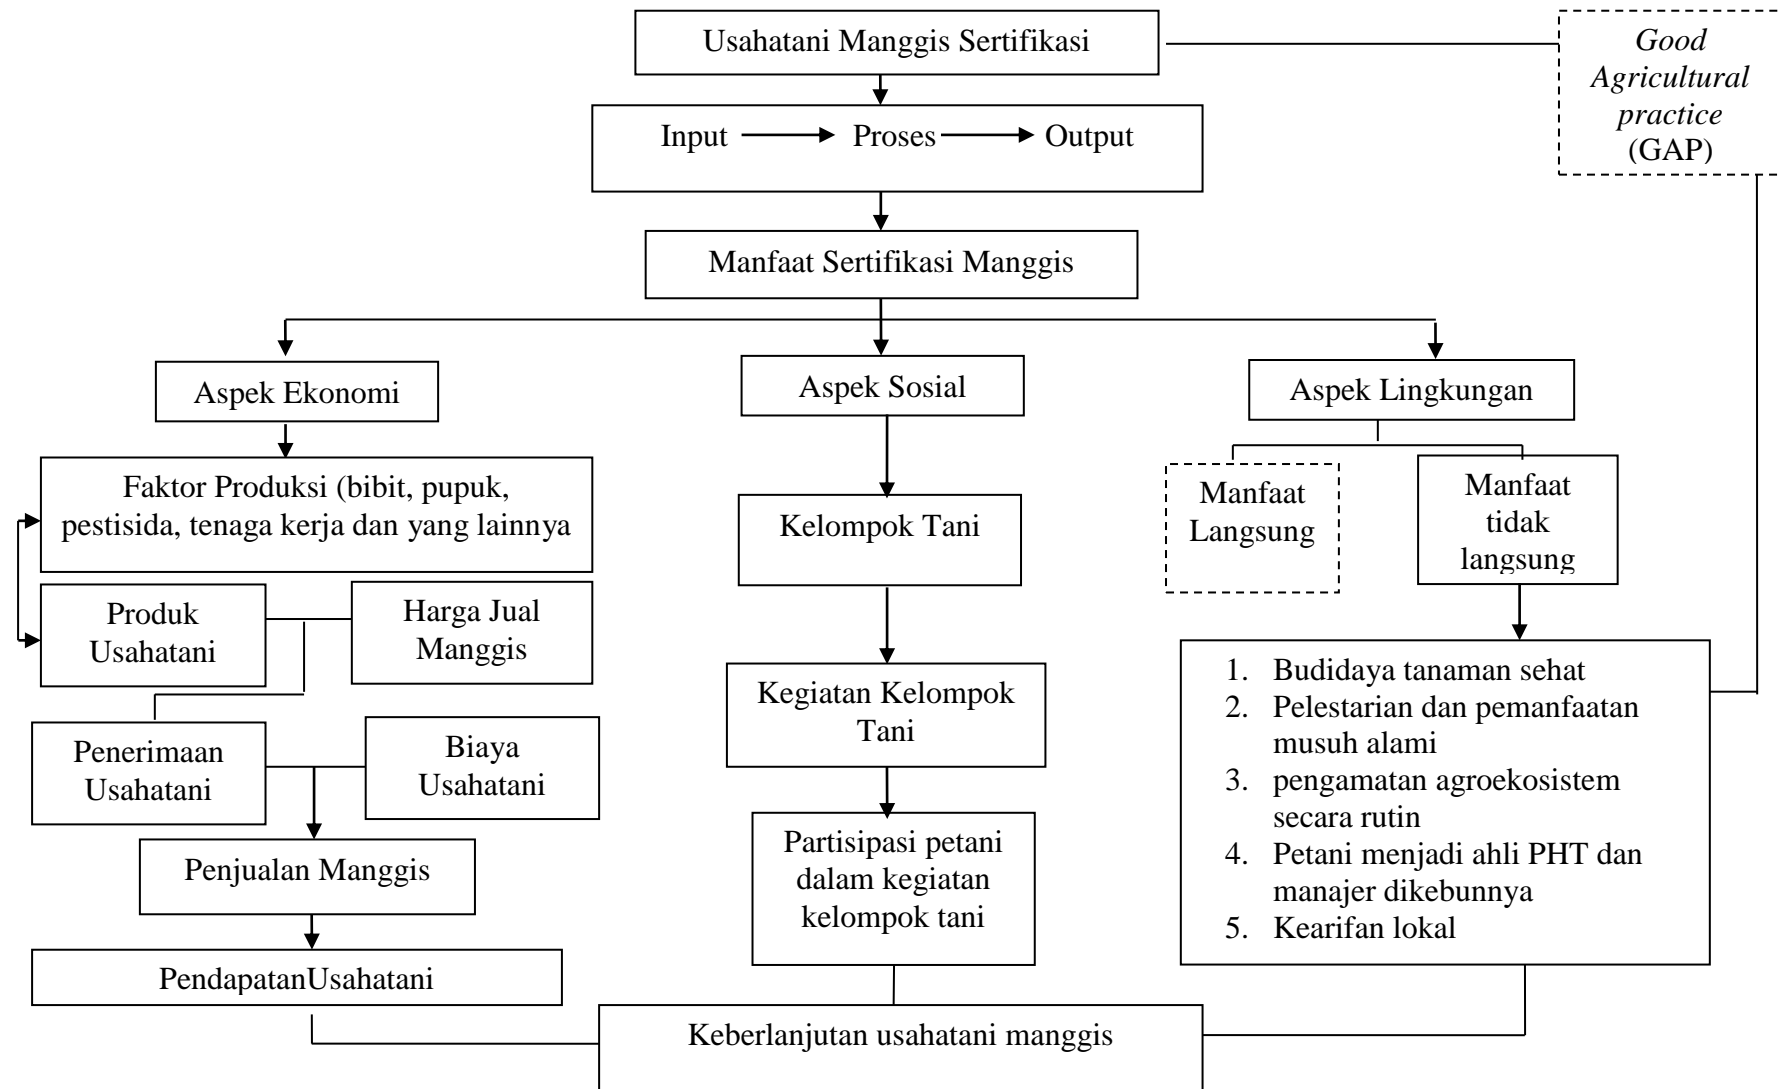 Usahatani Manggis Sertifikasi
Good
Agricultural
practice
(GAP)
Input Proses Output
Manfaat Sertifikasi Manggis
Aspek Ekonomi
Aspek Sosial
Aspek Lingkungan
Faktor Produksi (bibit, pupuk,
pestisida, tenaga kerja dan yang lainnya
Produk
Usahatani
Harga Jual
Manggis
Penerimaan
Usahatani
Biaya
Usahatani
Penjualan Manggis
PendapatanUsahatani
Kelompok Tani
Kegiatan Kelompok
Tani
Partisipasi petani
dalam kegiatan
kelompok tani
Manfaat
Langsung
Manfaat
tidak
langsung
1. Budidaya tanaman sehat
2. Pelestarian dan pemanfaatan
musuh alami
3. pengamatan agroekosistem
secara rutin
4. Petani menjadi ahli PHT dan
manajer dikebunnya
5. Kearifan lokal
Keberlanjutan usahatani manggis